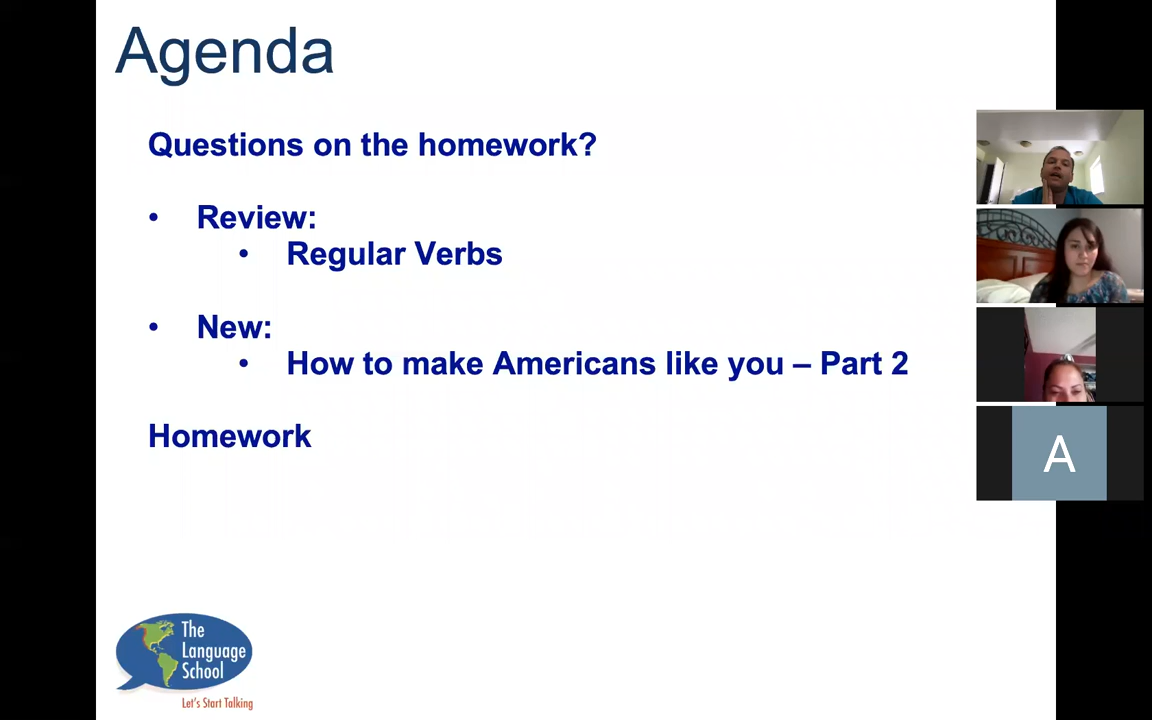 Agenda
Questions on the homework?
• Review:
• Regular Verbs
• New:
• How to make Americans like you – Part 2
Homework
A
The
Language
School
Let's Start Talking